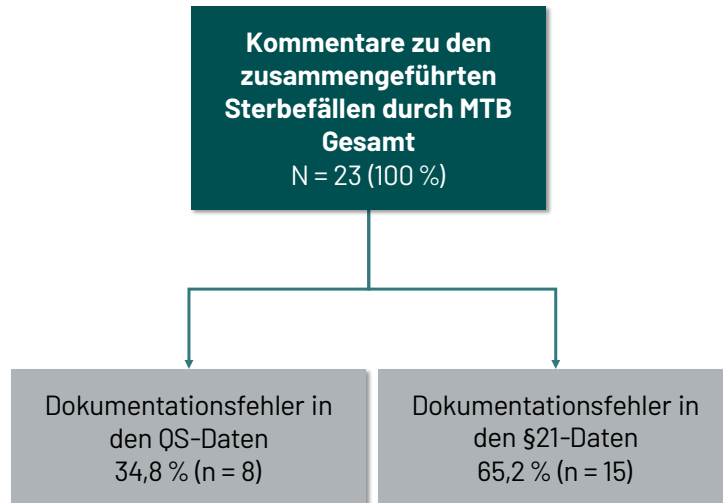 Kommentare zu den
zusammengeführten
Sterbefällen durch MTB
Gesamt
N = 23 (100 %)
Dokumentationsfehler in
den QS-Daten
34,8 % (n = 8)
Dokumentationsfehler in
den §21-Daten
65,2 % (n = 15)